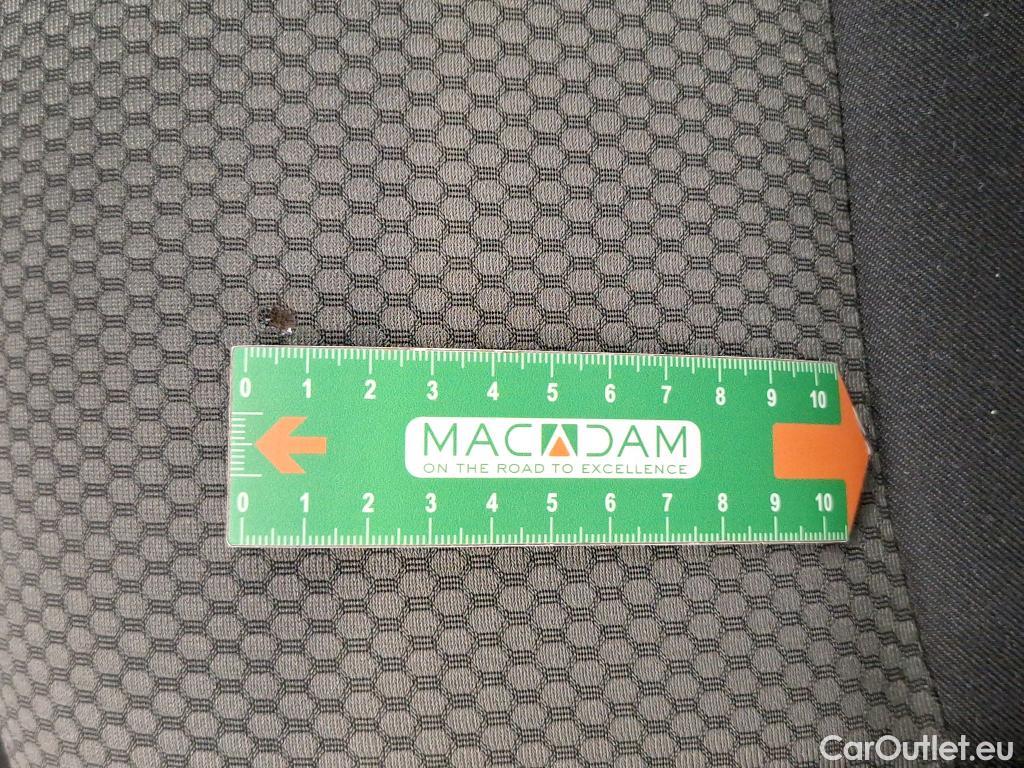 0 1 2 3 4 5 6 7 8 9 10
MACADAM
ON THE ROAD TO EXCELLENCE
0 1 2 3 4 5 6 7 8 9 10
CarOutlet.eu